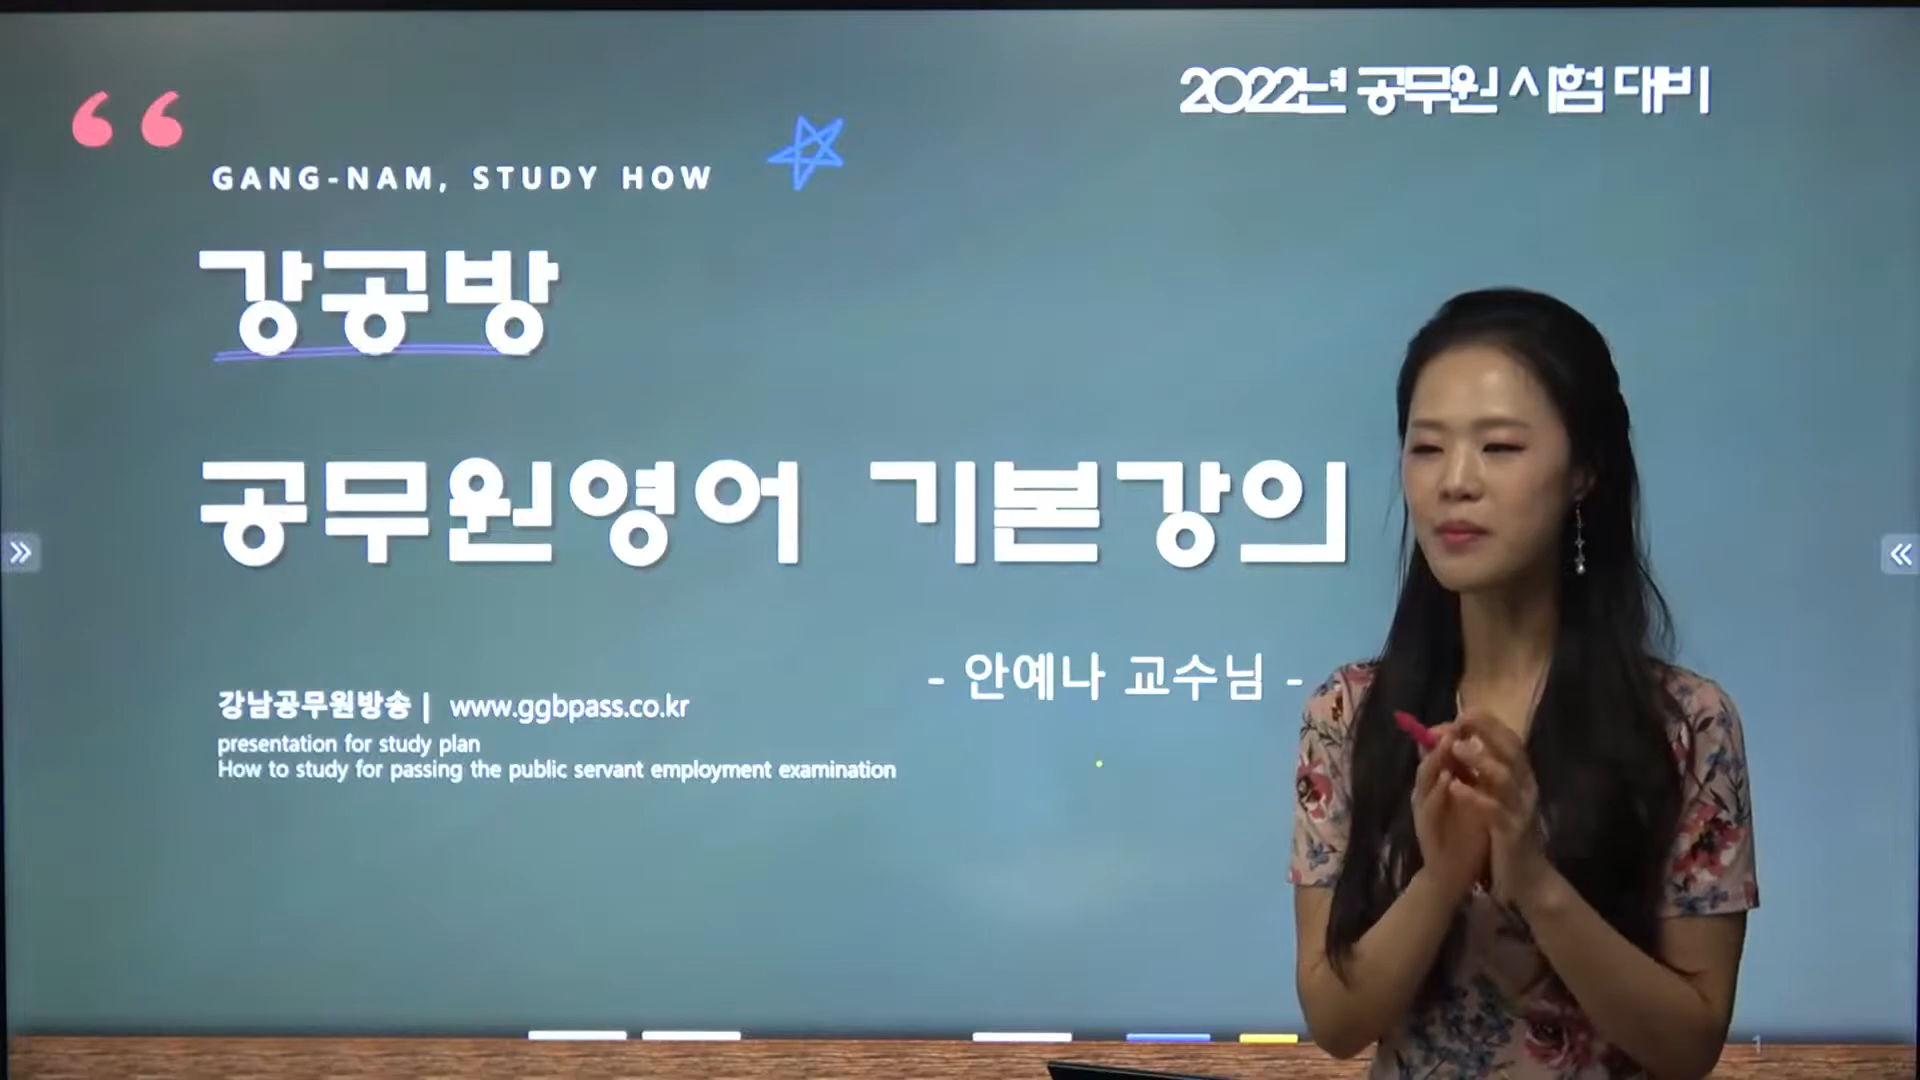 2022년 공무원 시험 대비
GANG-NAM, STUDY HOW
강공방
공무원영어 기본강의
- 안예나 교수님 -
강남공무원방송 | www.ggbpass.co.kr
presentation for study plan
How to study for passing the public servant employment examination
1